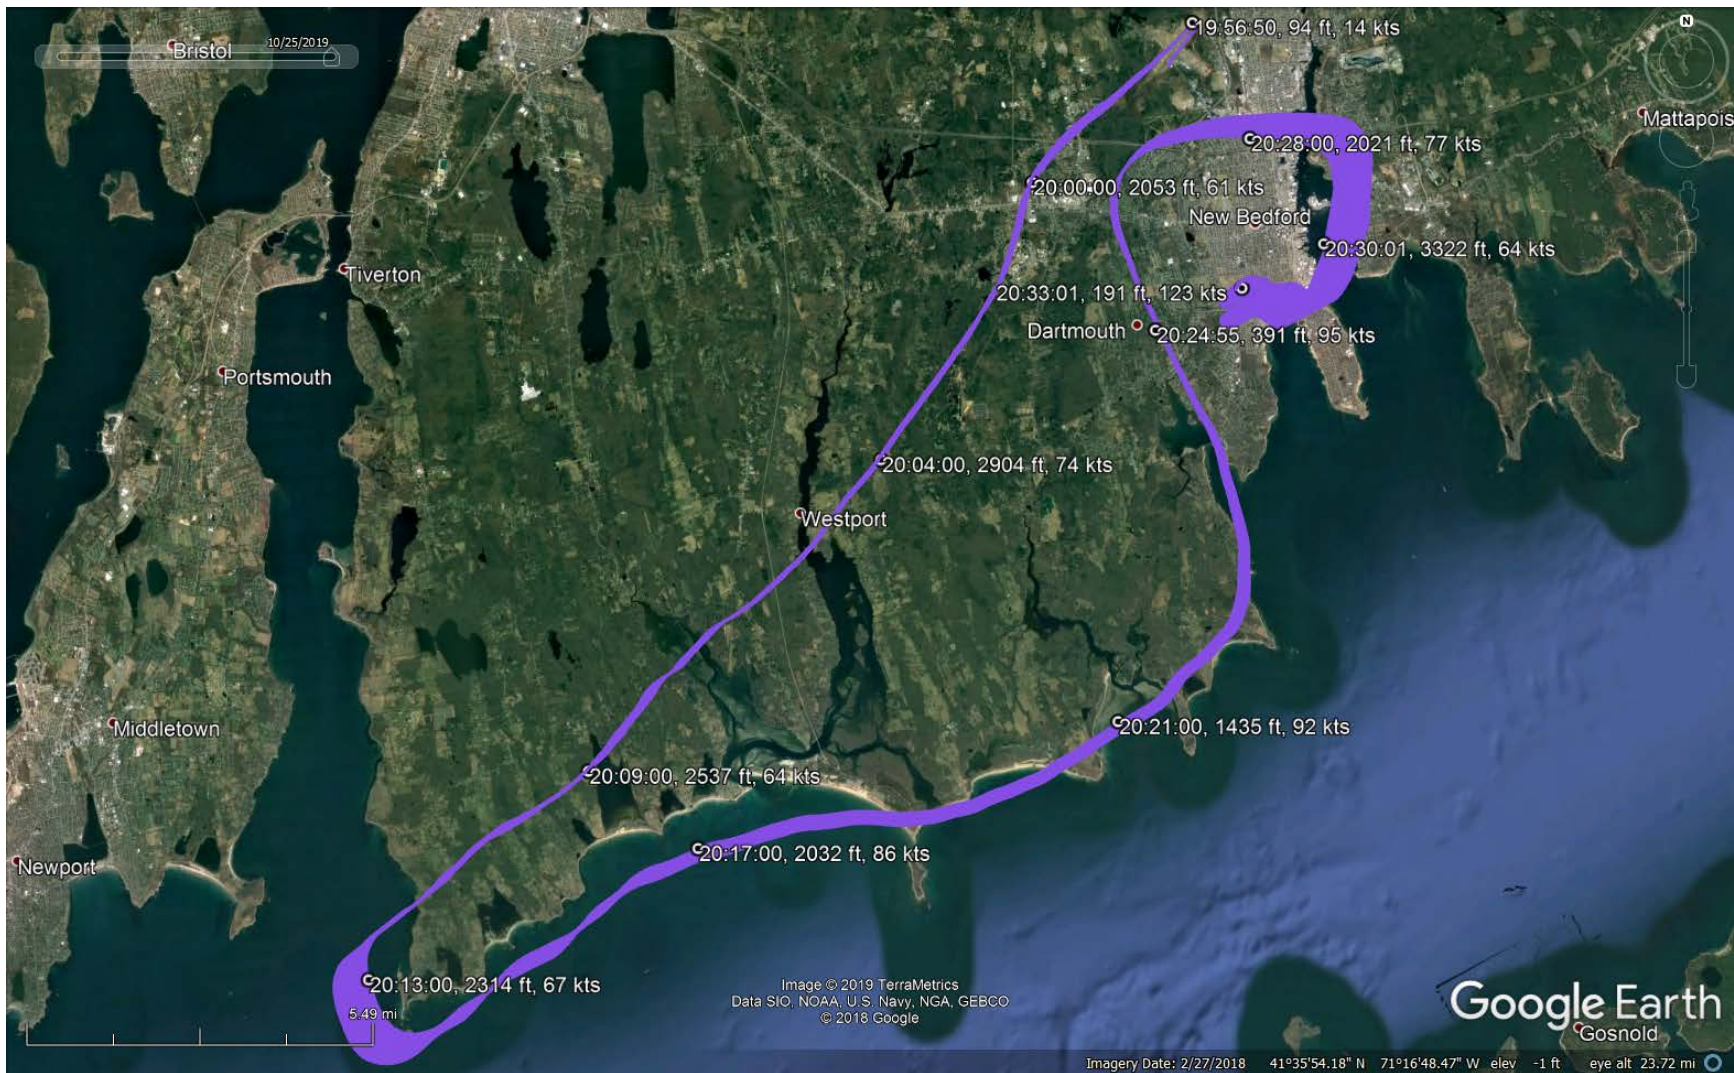 19:56:50, 94 ft, 14 kts
N
10/25/2019
Bristol
Mattapois
20:28:00, 2021 ft, 77 kts
20:00:00, 2053 ft, 61 kts
New Bedford
20:30:01, 3322 ft, 64 kts
Tiverton
20:33:01, 191 ft, 123 kts
Dartmouth
20:24:55, 391 ft, 95 kts
Portsmouth
20:04:00, 2904 ft, 74 kts
Westport
Middletown
20:21:00, 1435 ft, 92 kts
20:09:00, 2537 ft, 64 kts
20:17:00, 2032 ft, 86 kts
Newport
20:13:00, 2314 ft, 67 kts
5.49 mi
Image © 2019 TerraMetrics
Data SIO, NOAA, U.S. Navy, NGA, GEBCO
© 2018 Google
Google Earth
Gosnold
Imagery Date: 2/27/2018 41°35'54.18" N 71°16'48.47" W elev -1 ft eye alt 23.72 mi